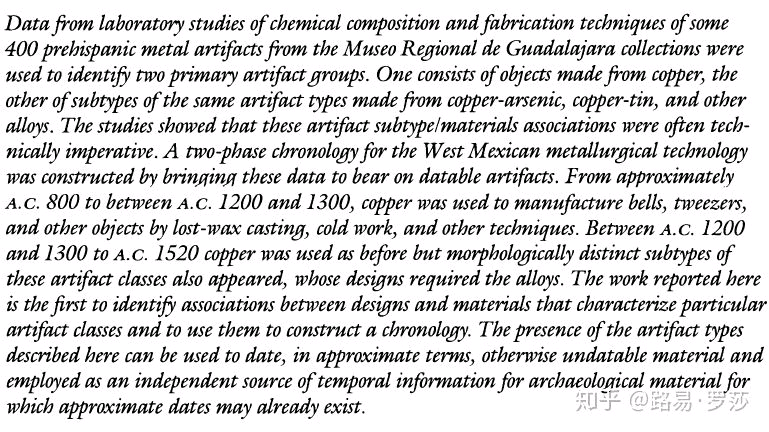 Data from laboratory studies of chemical composition and fabrication techniques of some
400 prehispanic metal artifacts from the Museo Regional de Guadalajara collections were
used to identify two primary artifact groups. One consists of objects made from copper, the
other of subtypes of the same artifact types made from copper-arsenic, copper-tin, and other
alloys. The studies showed that these artifact subtype/materials associations were often tech-
nically imperative. A two-phase chronology for the West Mexican metallurgical technology
was constructed by bringing these data to bear on datable artifacts. From approximately
A.C. 800 to between A.C. 1200 and 1300, copper was used to manufacture bells, tweezers,
and other objects by lost-wax casting, cold work, and other techniques. Between A.C. 1200
and 1300 to A.C. 1520 copper was used as before but morphologically distinct subtypes of
these artifact classes also appeared, whose designs required the alloys. The work reported here
is the first to identify associations between designs and materials that characterize particular
artifact classes and to use them to construct a chronology. The presence of the artifact types
described here can be used to date, in approximate terms, otherwise undatable material and
employed as an independent source of temporal information for archaeological material for
which approximate dates may already exist.
知乎 @路易·罗莎